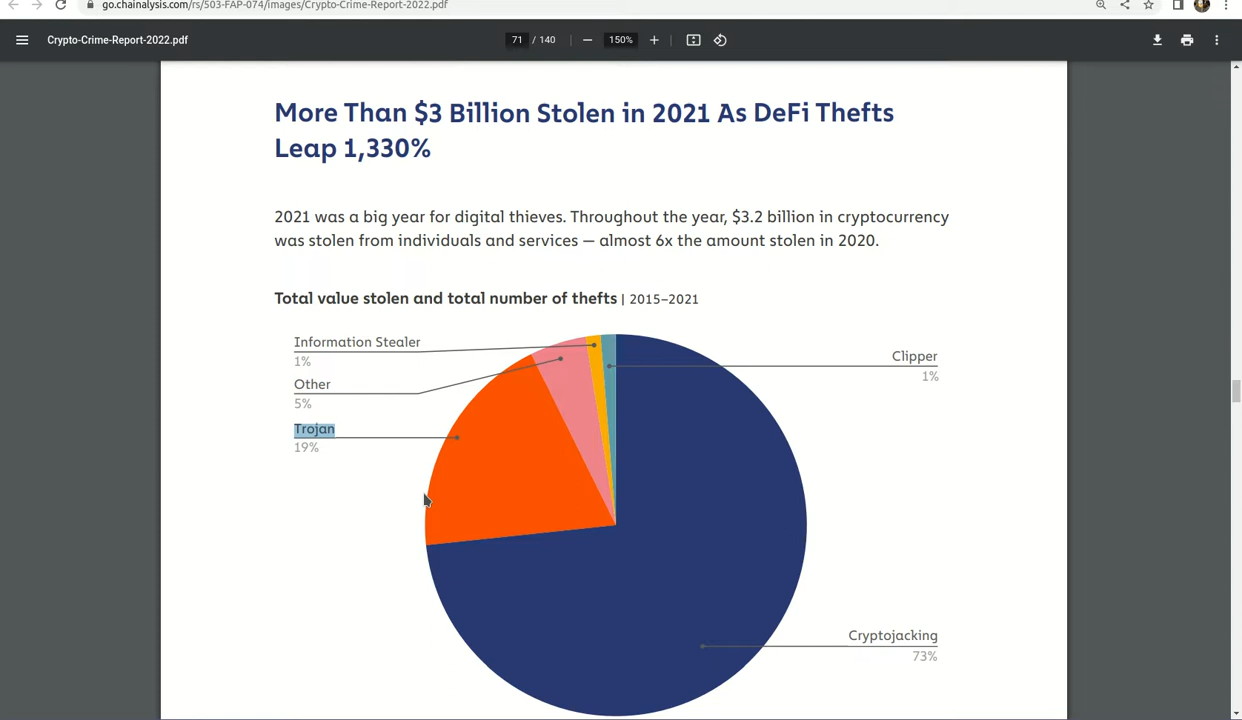 go.chainalysis.com/rs/503-FAP-074/images/Crypto-Crime-Report-2022.pdf
Crypto-Crime-Report-2022.pdf
71 / 140
150%
More Than $3 Billion Stolen in 2021 As DeFi Thefts
Leap 1,330%
2021 was a big year for digital thieves. Throughout the year, $3.2 billion in cryptocurrency
was stolen from individuals and services — almost 6x the amount stolen in 2020.
Total value stolen and total number of thefts | 2015–2021
Information Stealer
1%
Other
5%
Trojan
19%
Clipper
1%
Cryptojacking
73%